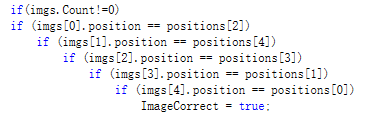 if(imgs.Count!=0)
if (imgs[0].position == positions[2])
if (imgs[1].position == positions[4])
if (imgs[2].position == positions[3])
if (imgs[3].position == positions[1])
if (imgs[4].position == positions[0])
ImageCorrect = true;